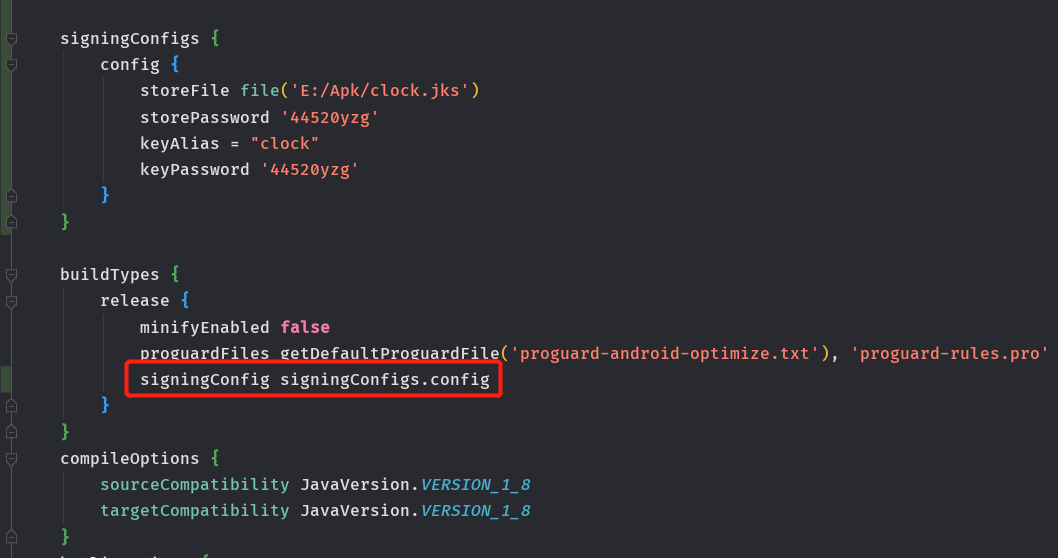 signingConfigs {
config {
storeFile file('E:/Apk/clock.jks')
storePassword '44520yzg'
keyAlias = "clock"
keyPassword '44520yzg'
}
}
buildTypes {
release {
minifyEnabled false
proguardFiles getDefaultProguardFile('proguard-android-optimize.txt'), 'proguard-rules.pro'
signingConfig signingConfigs.config
}
}
compileOptions {
sourceCompatibility JavaVersion.VERSION_1_8
targetCompatibility JavaVersion.VERSION_1_8
}